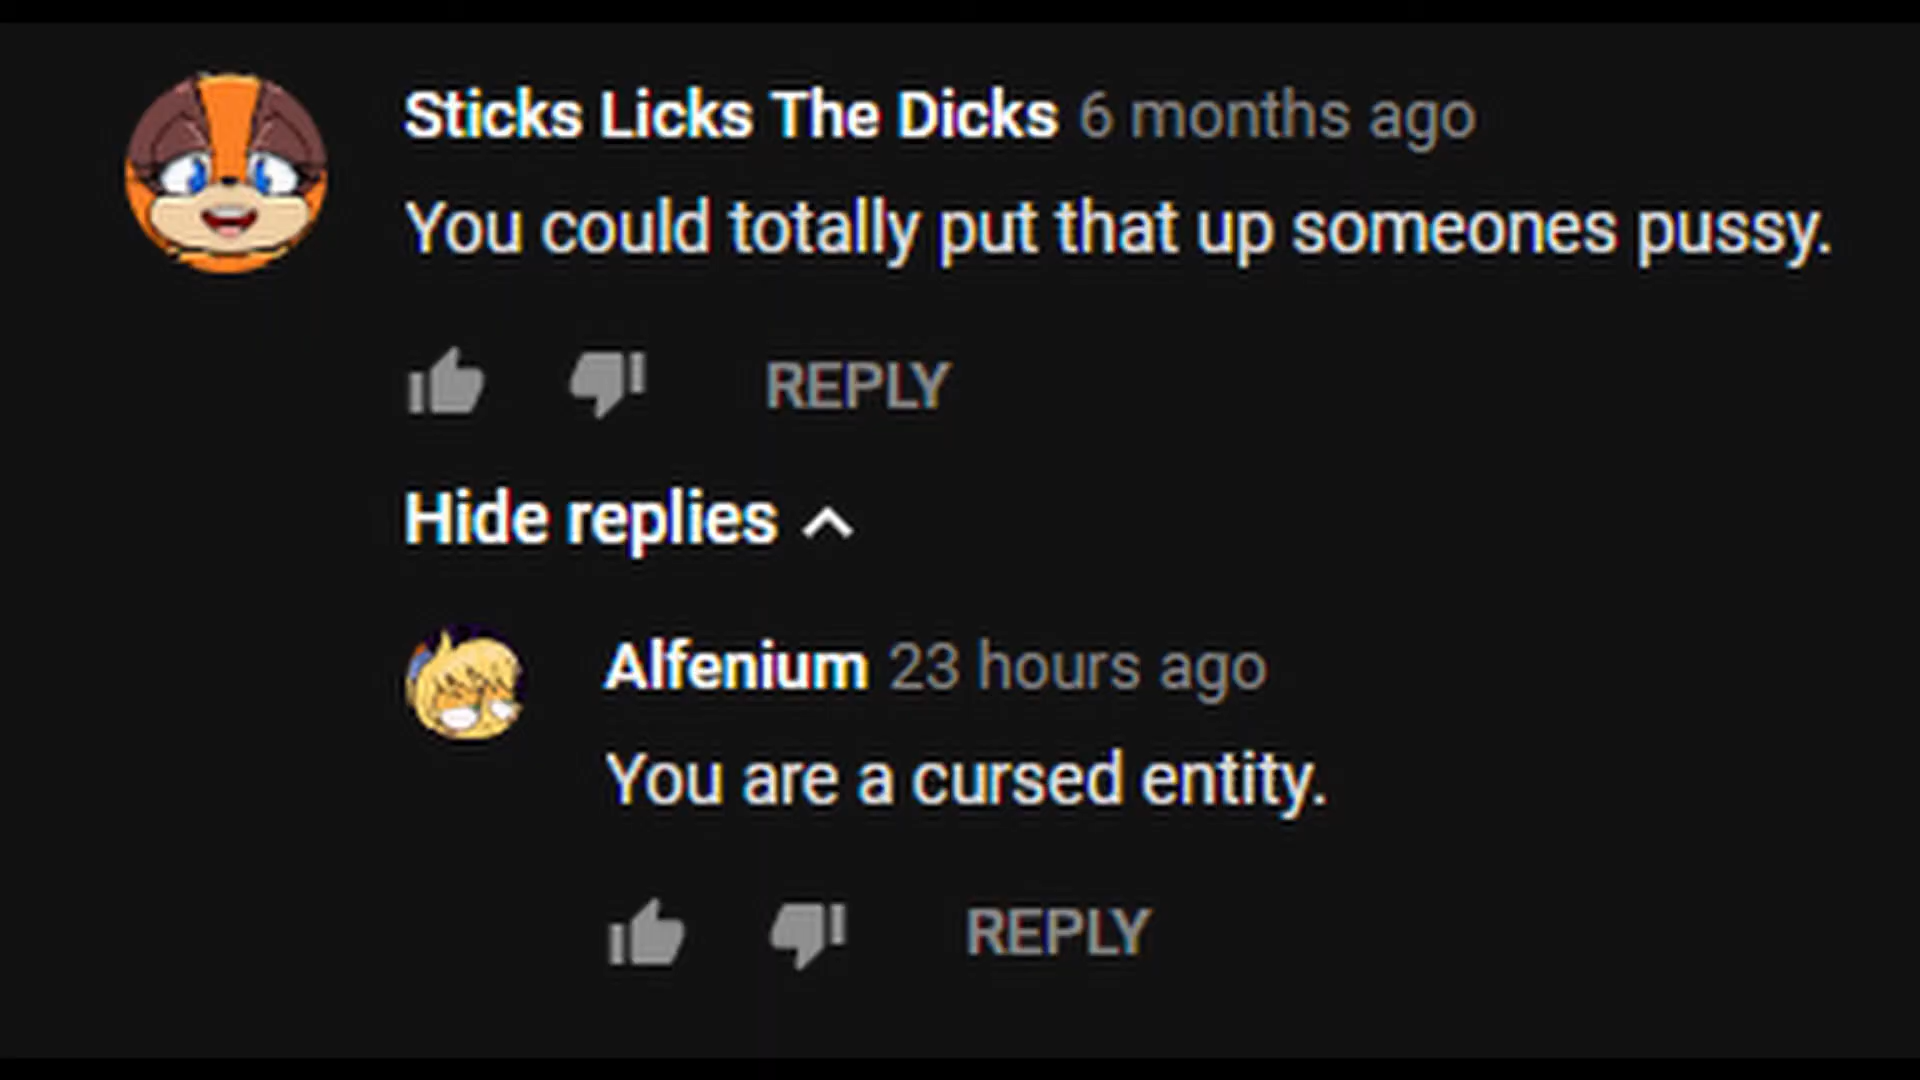 Sticks Licks The Dicks 6 months ago
You could totally put that up someones pussy.
REPLY
Hide replies
Alfenium 23 hours ago
You are a cursed entity.
REPLY